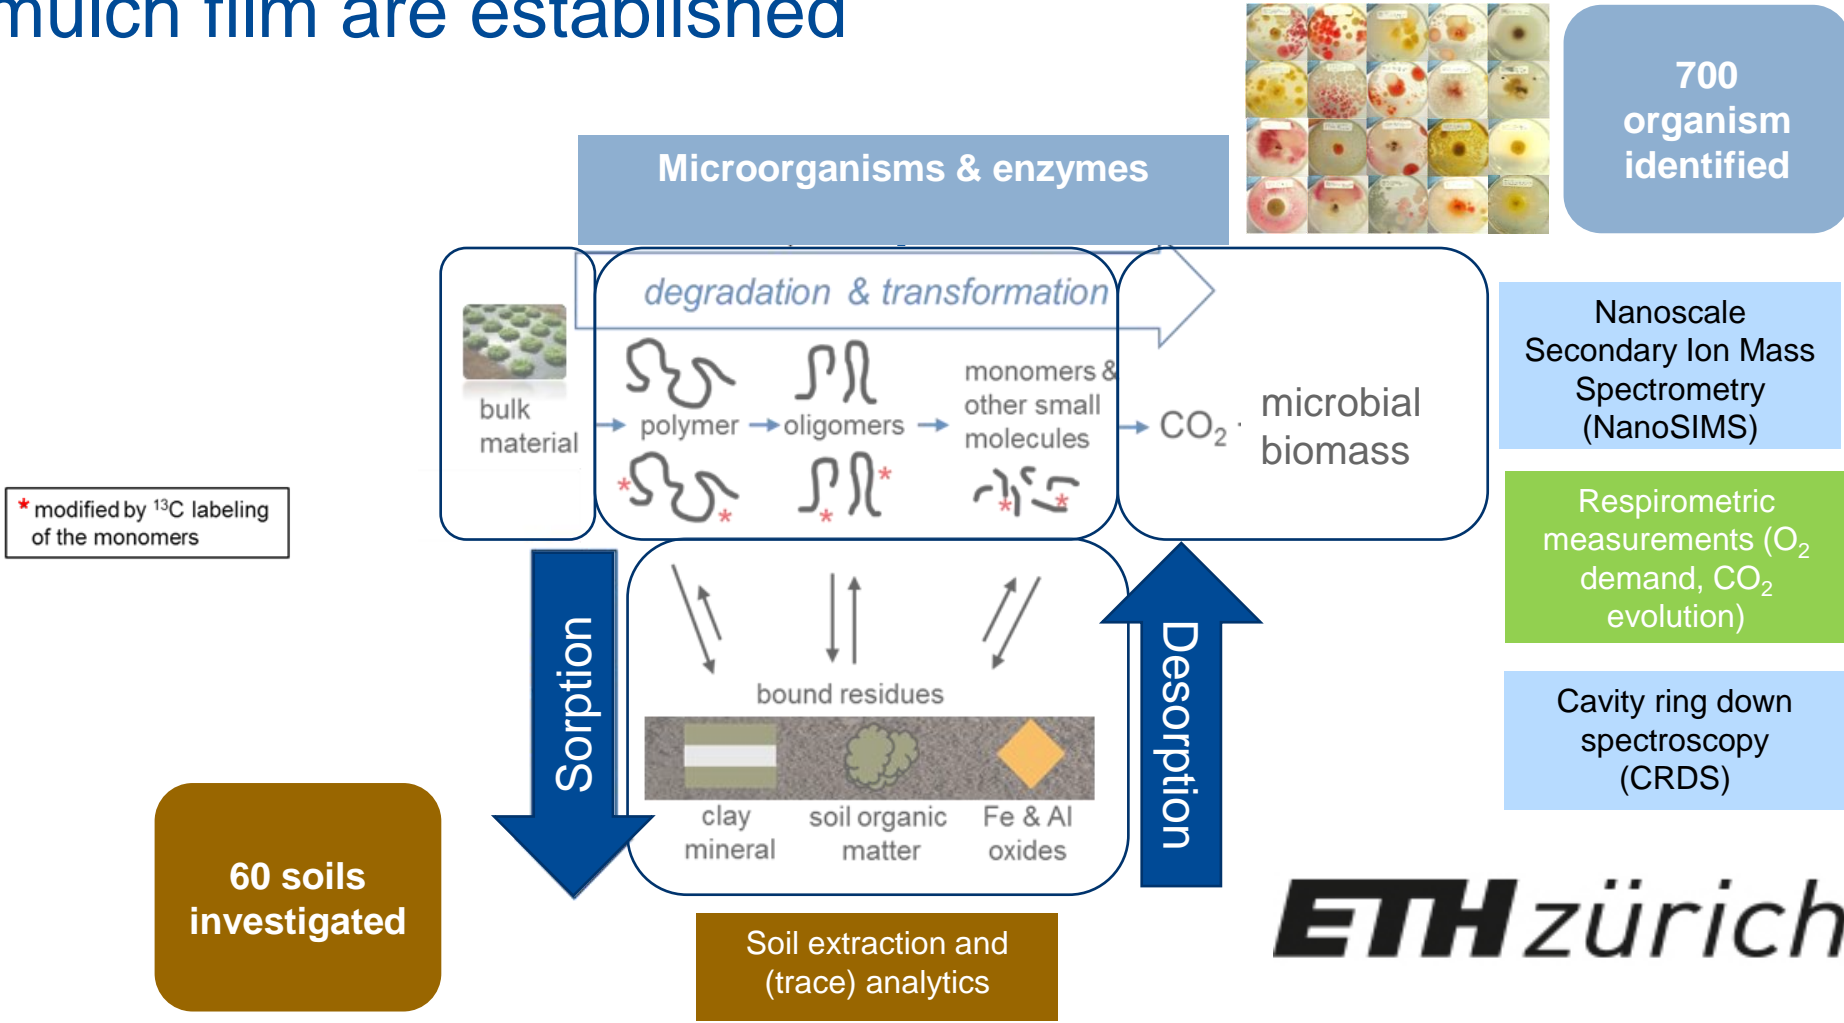 mulch film are established
700
organism
identified
Microorganisms & enzymes
degradation & transformation
bulk
material
polymer
oligomers
monomers &
other small
molecules
CO₂
microbial
biomass
* modified by ¹³C labeling
of the monomers
Nanoscale
Secondary Ion Mass
Spectrometry
(NanoSIMS)
Respirometric
measurements (O₂
demand, CO₂
evolution)
Cavity ring down
spectroscopy
(CRDS)
Sorption
Desorption
bound residues
clay
mineral
soil organic
matter
Fe & Al
oxides
60 soils
investigated
Soil extraction and
(trace) analytics
ETH zürich